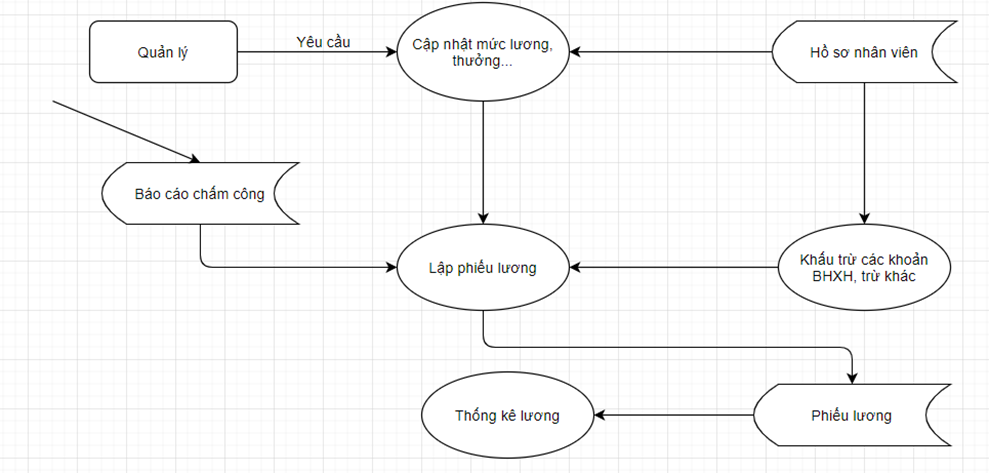 Quản lý
Yêu cầu
Cập nhật mức lương,
thưởng...
Hồ sơ nhân viên
Báo cáo chấm công
Lập phiếu lương
Khấu trừ các khoản
BHXH, trừ khác
Thống kê lương
Phiếu lương